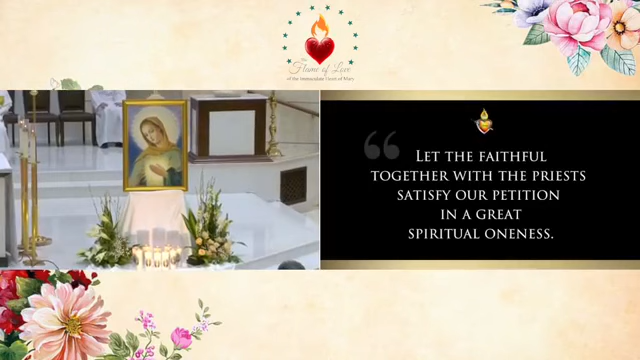 The
Flame of Love
of the Immaculate Heart of Mary
“
LET THE FAITHFUL
TOGETHER WITH THE PRIESTS
SATISFY OUR PETITION
IN A GREAT
SPIRITUAL ONENESS.